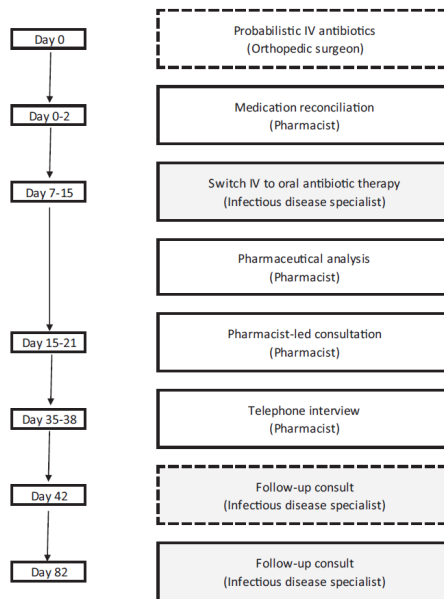 Day 0
Probabilistic IV antibiotics
(Orthopedic surgeon)
Day 0-2
Medication reconciliation
(Pharmacist)
Day 7-15
Switch IV to oral antibiotic therapy
(Infectious disease specialist)
Pharmaceutical analysis
(Pharmacist)
Day 15-21
Pharmacist-led consultation
(Pharmacist)
Day 35-38
Telephone interview
(Pharmacist)
Day 42
Follow-up consult
(Infectious disease specialist)
Day 82
Follow-up consult
(Infectious disease specialist)